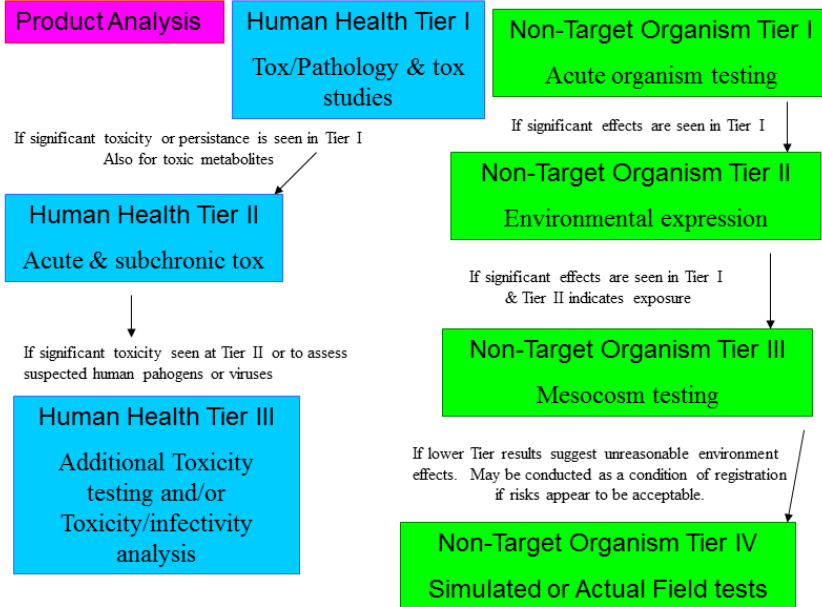 Product Analysis
Human Health Tier I
Tox/Pathology & tox
studies
Non-Target Organism Tier I
Acute organism testing
If significant toxicity or persistance is seen in Tier I
Also for toxic metabolites
If significant effects are seen in Tier I
Human Health Tier II
Acute & subchronic tox
Non-Target Organism Tier II
Environmental expression
If significant effects are seen in Tier I
& Tier II indicates exposure
If significant toxicity seen at Tier II or to assess
suspected human pathogens or viruses
Non-Target Organism Tier III
Mesocosm testing
Human Health Tier III
Additional Toxicity
testing and/or
Toxicity/infectivity
analysis
If lower Tier results suggest unreasonable environment
effects. May be conducted as a condition of registration
if risks appear to be acceptable.
Non-Target Organism Tier IV
Simulated or Actual Field tests